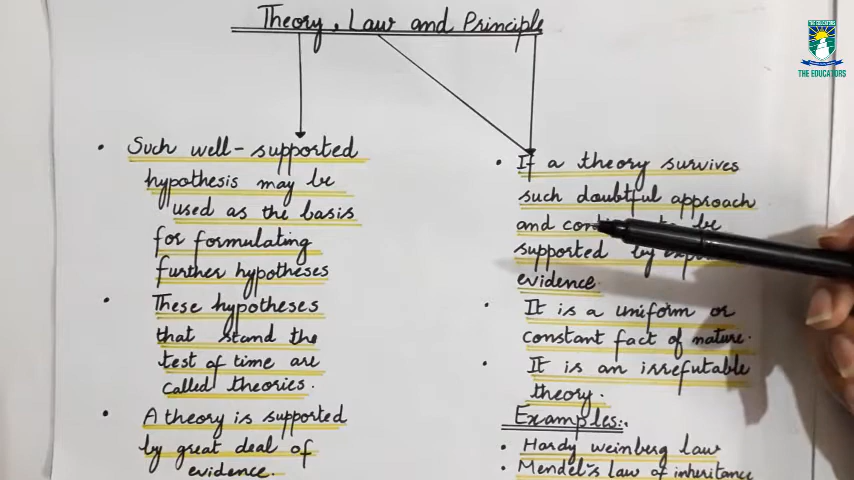 Theory, Law and Principle
THE EDUCATORS
• Such well-supported
hypothesis may be
used as the basis
for formulating
further hypotheses
• These hypotheses
that stand the
test of time are
called theories.
• A theory is supported
by great deal of
evidence.
• If a theory survives
such doubtful approach
and to be
supported by
evidence.
• It is a uniform or
constant fact of nature.
• It is an irrefutable
theory.
Examples:.
• Hardy weinberg law
• Mendel's law of inheritance